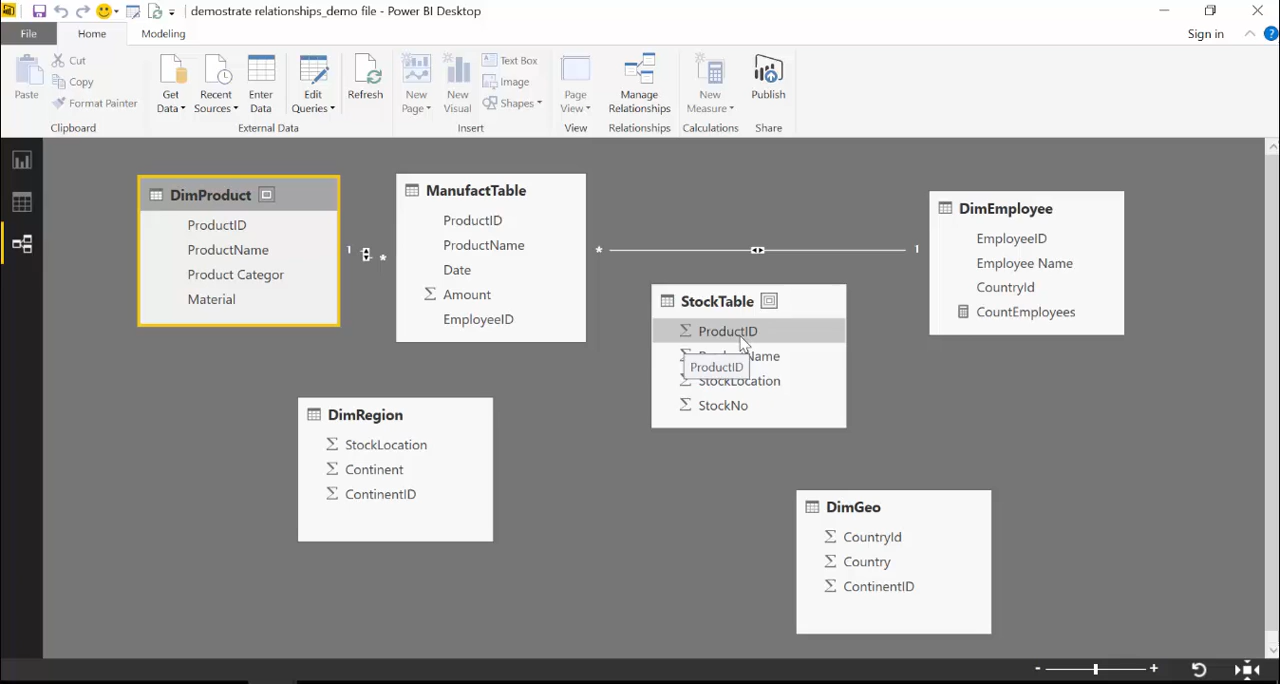 demostrate relationships_demo file - Power BI Desktop
File Home Modeling Sign in ?
Paste
Cut
Copy
Format Painter
Clipboard
Get Data
Recent Sources
Enter Data
Edit Queries
External Data
Refresh
New Page
New Visual
Text Box
Image
Shapes
Insert
Page View
View
Manage Relationships
Relationships
New Measure
Calculations
Publish
Share
DimProduct
ProductID
ProductName
Product Categor
Material
1
*
ManufactTable
ProductID
ProductName
Date
Σ Amount
EmployeeID
*
1
DimEmployee
EmployeeID
Employee Name
CountryId
CountEmployees
StockTable
Σ ProductID
ProductName
ProductID
Σ StockLocation
Σ StockNo
DimRegion
Σ StockLocation
Σ Continent
Σ ContinentID
DimGeo
Σ CountryId
Σ Country
Σ ContinentID
- +